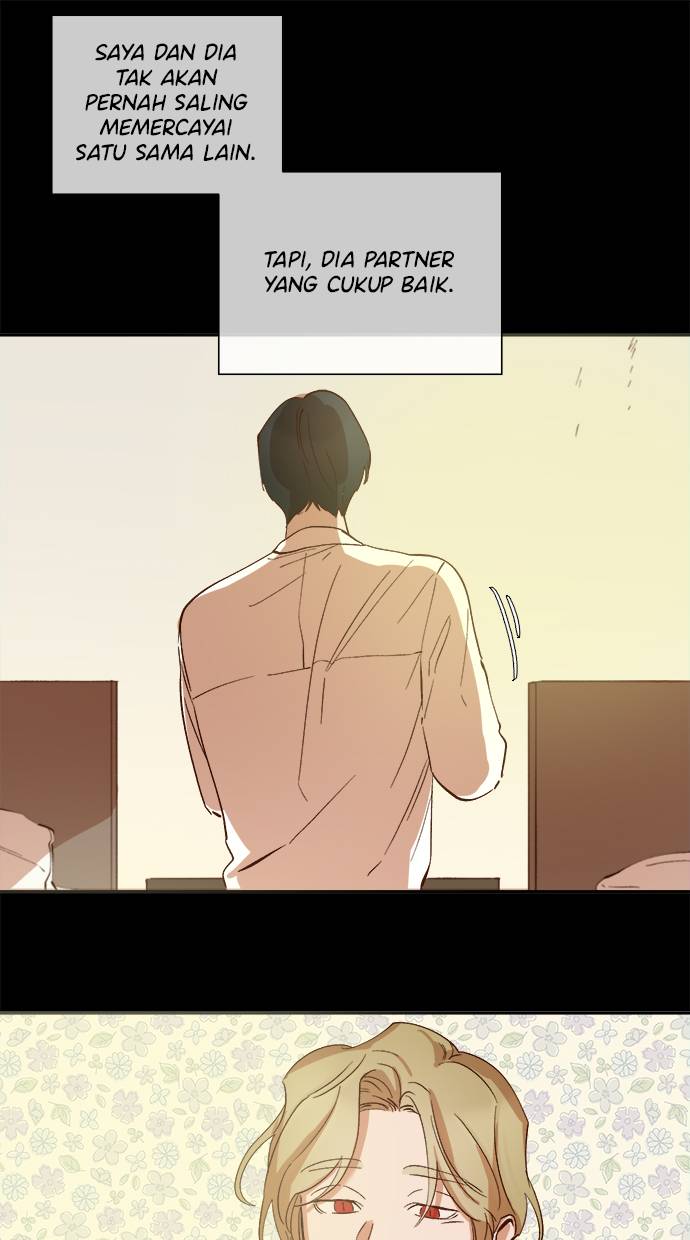 SAYA DAN DIA
TAK AKAN
PERNAH SALING
MEMERCAYAI
SATU SAMA LAIN.
TAPI, DIA PARTNER
YANG CUKUP BAIK.